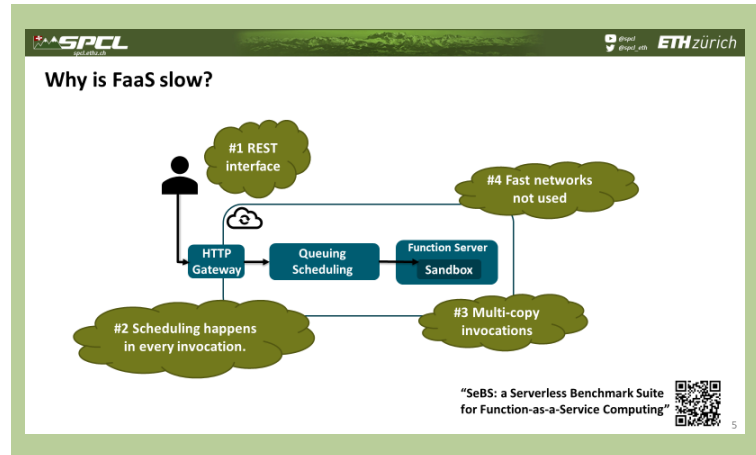 SPCL
spcl.ethz.ch
@spcl
@spcl_eth
ETH zürich
Why is FaaS slow?
#1 REST
interface
#4 Fast networks
not used
HTTP
Gateway
Queuing
Scheduling
Function Server
Sandbox
#2 Scheduling happens
in every invocation.
#3 Multi-copy
invocations
"SeBS: a Serverless Benchmark Suite
for Function-as-a-Service Computing"
5